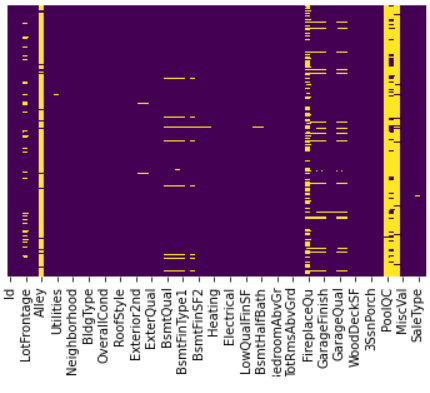 Id
LotFrontage
Alley
Utilities
Neighborhood
BldgType
OverallCond
RoofStyle
Exterior2nd
ExterQual
BsmtQual
BsmtFinType1
BsmtFinSF2
Heating
Electrical
LowQualFinSF
BsmtHalfBath
edroomAbvGr
TotRmsAbvGrd
FireplaceQu
GarageFinish
GarageQual
WoodDeckSF
3SsnPorch
PoolQC
MiscVal
SaleType